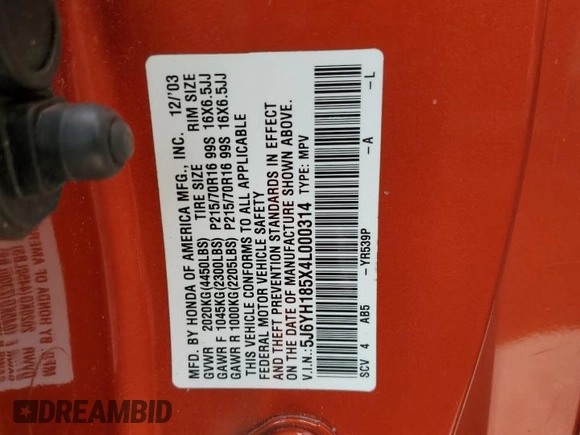 MFD. BY HONDA OF AMERICA MFG., INC. 12/'03
TIRE SIZE RIM SIZE
GVWR 2020KG(4450LBS)
GAWR F 1045KG(2300LBS) P215/70R16 99S 16X6.5JJ
GAWR R 1000KG(2205LBS) P215/70R16 99S 16X6.5JJ
THIS VEHICLE CONFORMS TO ALL APPLICABLE
FEDERAL MOTOR VEHICLE SAFETY
AND THEFT PREVENTION STANDARDS IN EFFECT
ON THE DATE OF MANUFACTURE SHOWN ABOVE.
V.I.N.:5J6YH185X4L000314 TYPE: MPV
SCV 4 AB5 -YR539P -A -L
DREAMBID